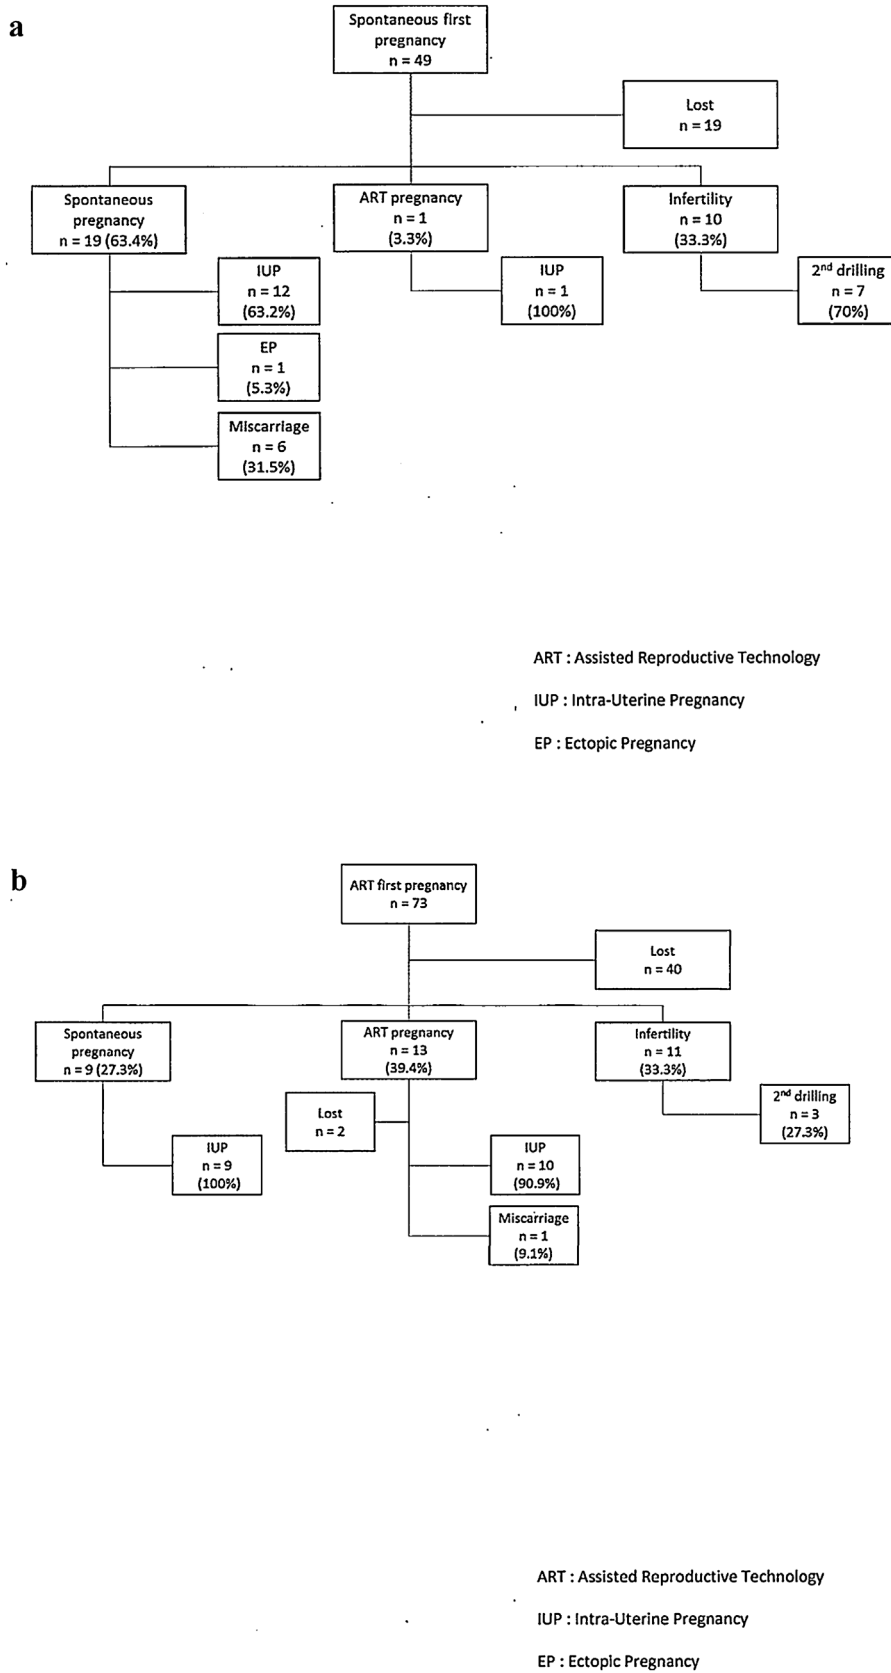 a
Spontaneous first
pregnancy
n = 49
Lost
n = 19
Spontaneous
pregnancy
n = 19 (63.4%)
ART pregnancy
n = 1
(3.3%)
Infertility
n = 10
(33.3%)
IUP
n = 12
(63.2%)
IUP
n = 1
(100%)
2nd drilling
n = 7
(70%)
EP
n = 1
(5.3%)
Miscarriage
n = 6
(31.5%)
ART : Assisted Reproductive Technology
IUP : Intra-Uterine Pregnancy
EP : Ectopic Pregnancy
b
ART first pregnancy
n = 73
Lost
n = 40
Spontaneous
pregnancy
n = 9 (27.3%)
ART pregnancy
n = 13
(39.4%)
Infertility
n = 11
(33.3%)
Lost
n = 2
2nd drilling
n = 3
(27.3%)
IUP
n = 9
(100%)
IUP
n = 10
(90.9%)
Miscarriage
n = 1
(9.1%)
ART : Assisted Reproductive Technology
IUP : Intra-Uterine Pregnancy
EP : Ectopic Pregnancy